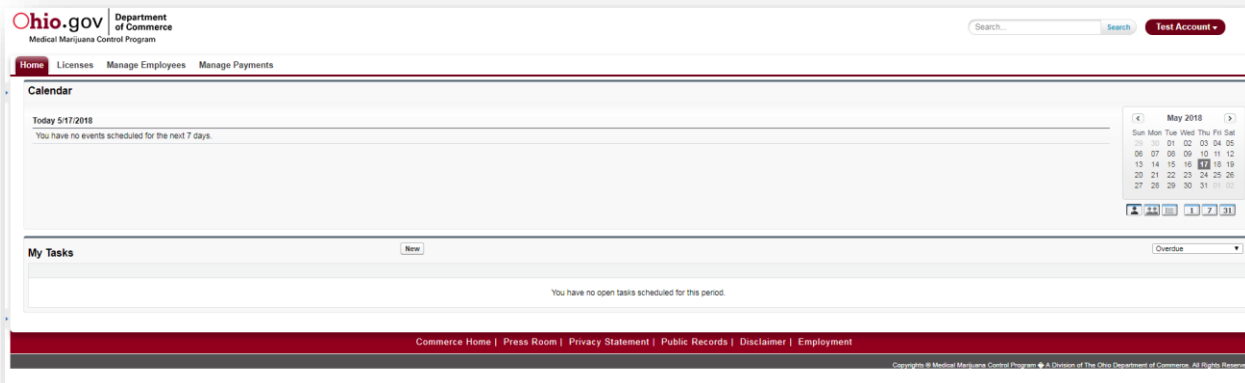 Ohio.gov Department of Commerce
Medical Marijuana Control Program
Search...
Search
Test Account
Home Licenses Manage Employees Manage Payments
Calendar
Today 5/17/2018
You have no events scheduled for the next 7 days.
May 2018
Sun Mon Tue Wed Thu Fri Sat
29 30 01 02 03 04 05
06 07 08 09 10 11 12
13 14 15 16 17 18 19
20 21 22 23 24 25 26
27 28 29 30 31 01 02
1 7 31
My Tasks
New
Overdue
You have no open tasks scheduled for this period.
Commerce Home | Press Room | Privacy Statement | Public Records | Disclaimer | Employment
Copyrights ® Medical Marijuana Control Program � A Division of The Ohio Department of Commerce. All Rights Reserve